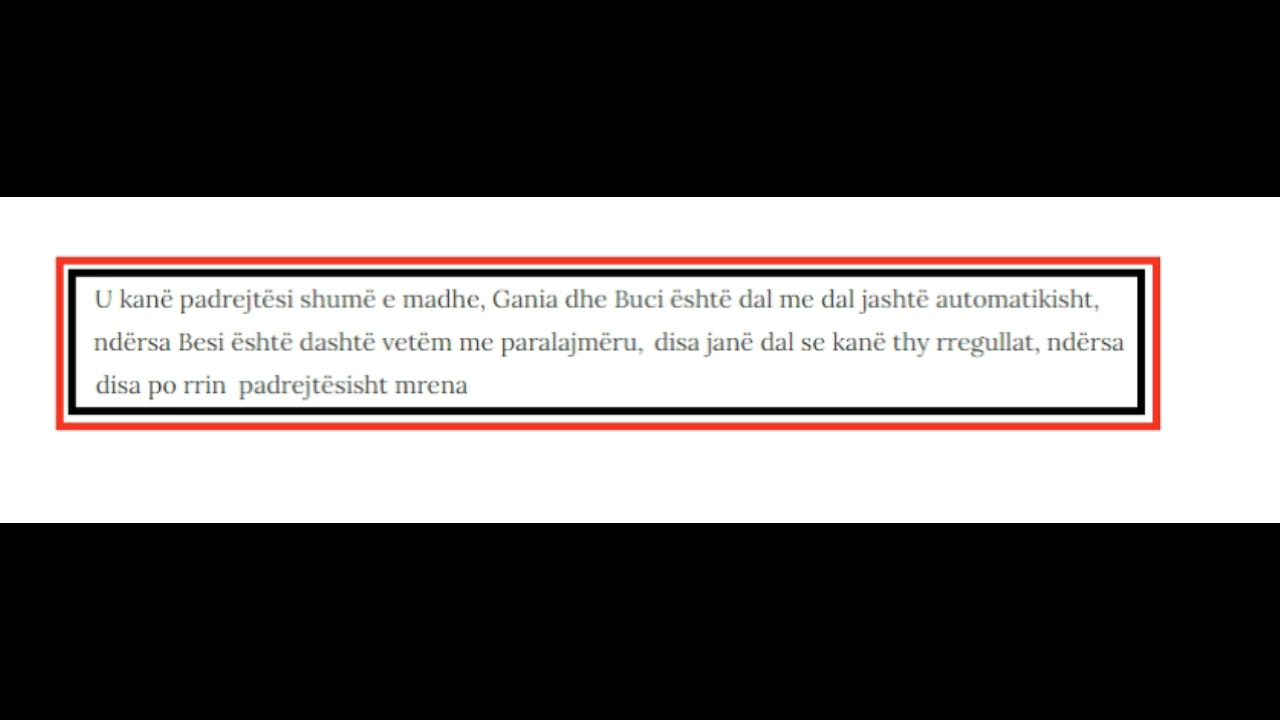 U kanë padrejtësi shumë e madhe, Gania dhe Buci është dal me dal jashtë automatikisht,
ndërsa Besi është dashtë vetëm me paralajmëru, disa janë dal se kanë thy rregullat, ndërsa
disa po rrin padrejtësisht mrena